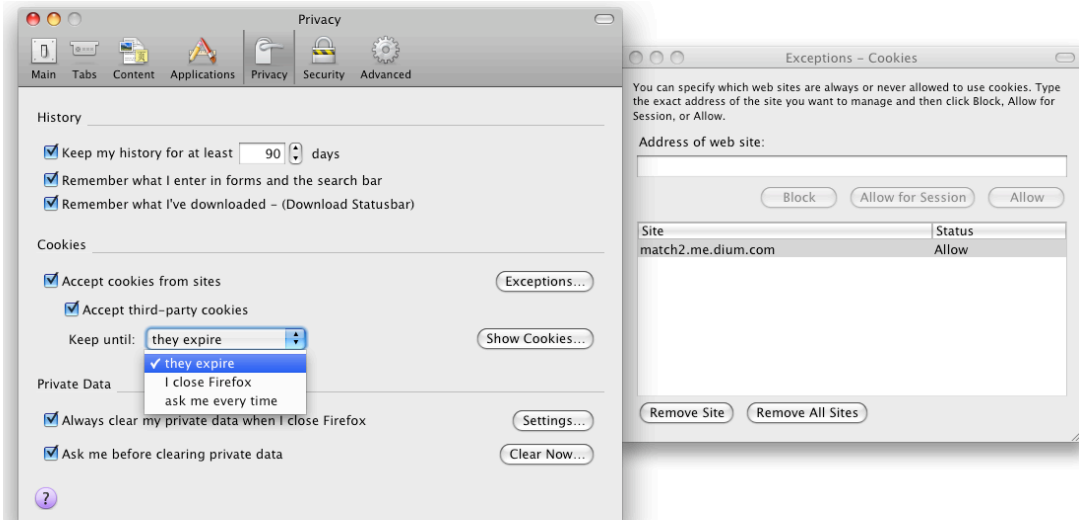 Privacy
Main Tabs Content Applications Privacy Security Advanced
History
Keep my history for at least 90 days
Remember what I enter in forms and the search bar
Remember what I've downloaded - (Download Statusbar)
Cookies
Accept cookies from sites Exceptions...
Accept third-party cookies
Keep until: they expire Show Cookies...
they expire
I close Firefox
ask me every time
Private Data
Always clear my private data when I close Firefox Settings...
Ask me before clearing private data Clear Now...
?
Exceptions - Cookies
You can specify which web sites are always or never allowed to use cookies. Type
the exact address of the site you want to manage and then click Block, Allow for
Session, or Allow.
Address of web site:
Block Allow for Session Allow
Site Status
match2.me.dium.com Allow
Remove Site Remove All Sites